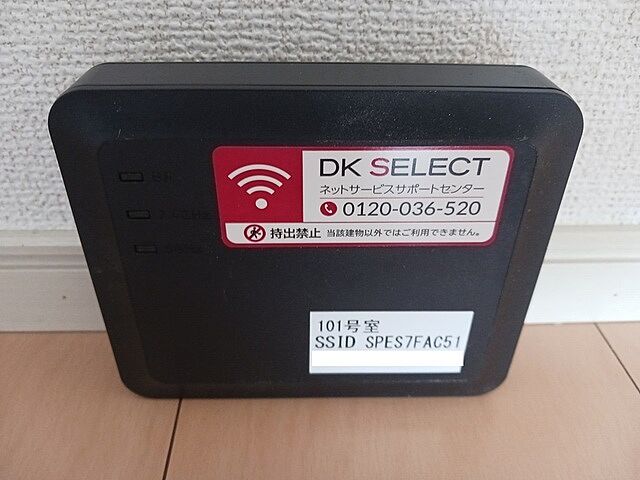 DK SELECT
ネットサービスサポートセンター
0120-036-520
持出禁止 当該建物以外ではご利用できません。
2.4GHz
101号室
SSID SPES7FAC51